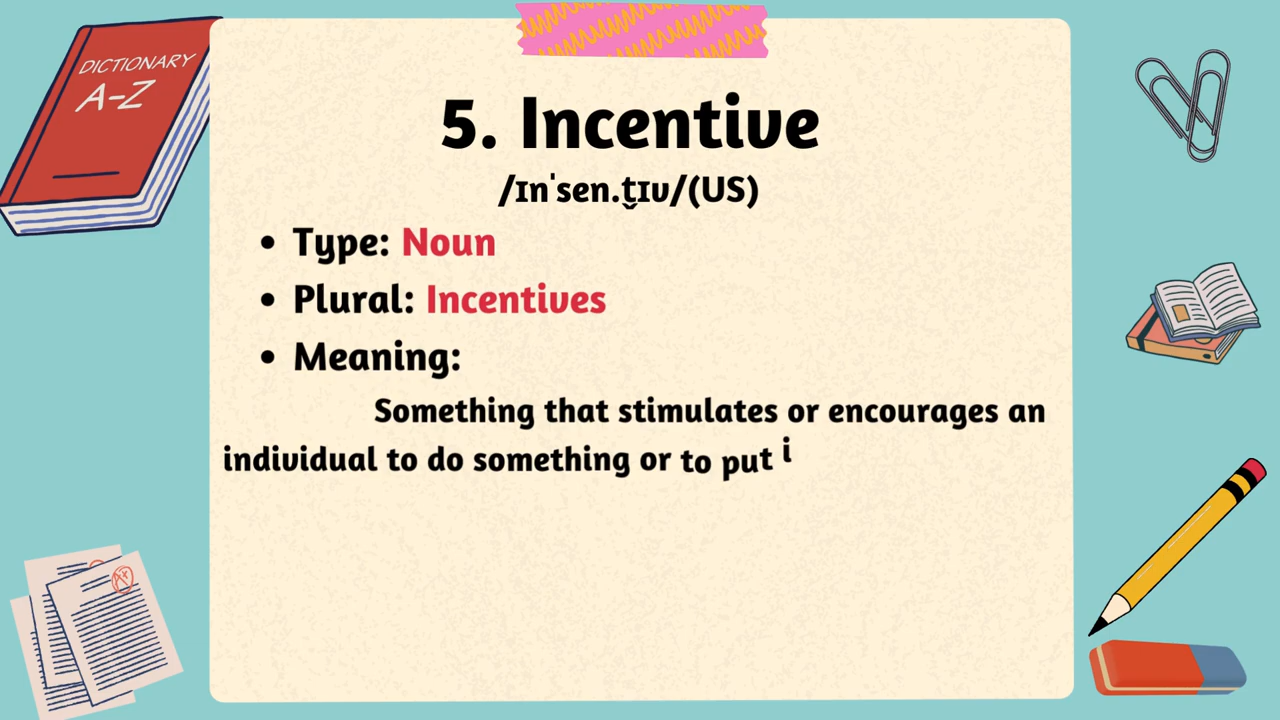 DICTIONARY
A-Z
5. Incentive
/ɪnˈsen.t̬ɪv/(US)
• Type: Noun
• Plural: Incentives
• Meaning:
Something that stimulates or encourages an
individual to do something or to put i
A+